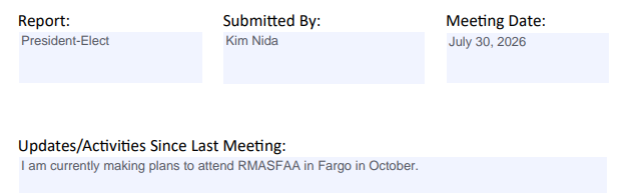 Report: Submitted By: Meeting Date:
President-Elect Kim Nida July 30, 2026
Updates/Activities Since Last Meeting:
I am currently making plans to attend RMASFAA in Fargo in October.